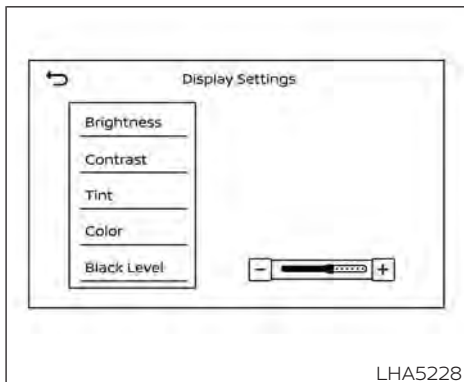 Display Settings
Brightness
Contrast
Tint
Color
Black Level
- +
LHA5228